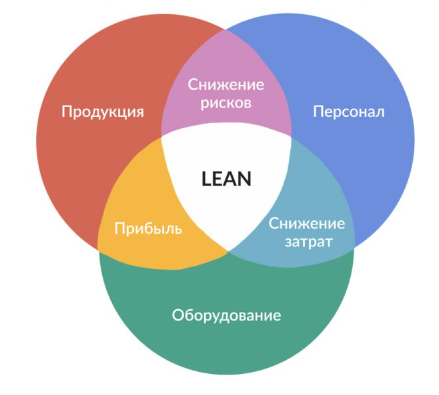 Снижение
рисков
Продукция
Персонал
LEAN
Прибыль
Снижение
затрат
Оборудование